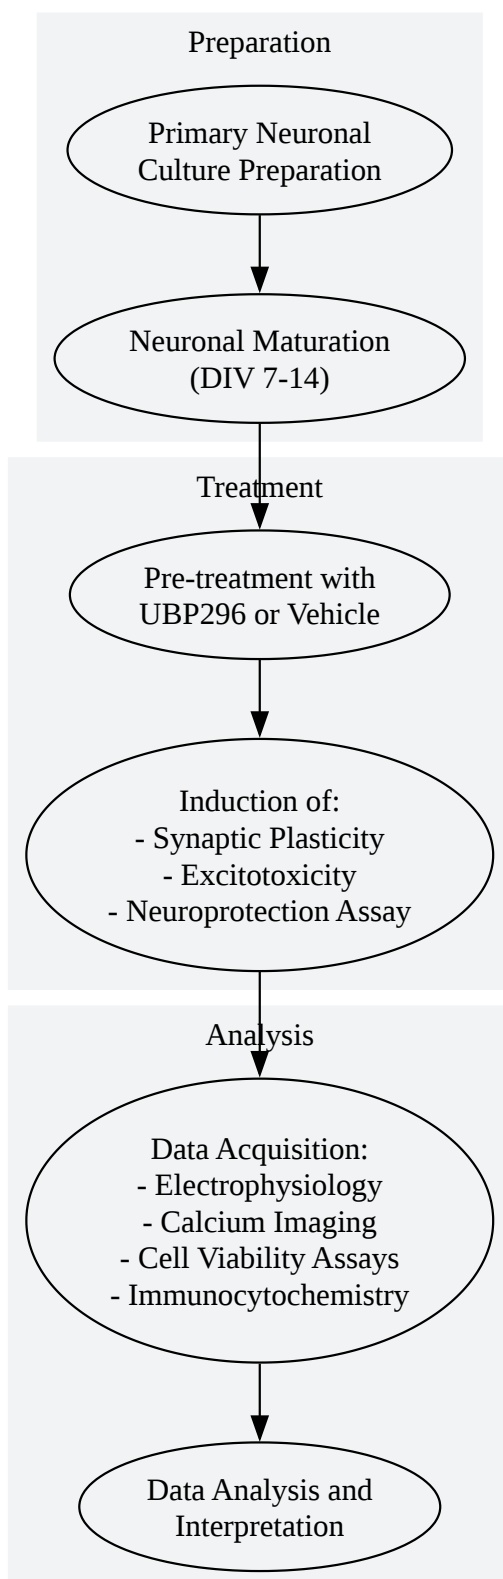 Preparation
Primary Neuronal
Culture Preparation
Neuronal Maturation
(DIV 7-14)
Treatment
Pre-treatment with
UBP296 or Vehicle
Induction of:
- Synaptic Plasticity
- Excitotoxicity
- Neuroprotection Assay
Analysis
Data Acquisition:
- Electrophysiology
- Calcium Imaging
- Cell Viability Assays
- Immunocytochemistry
Data Analysis and
Interpretation